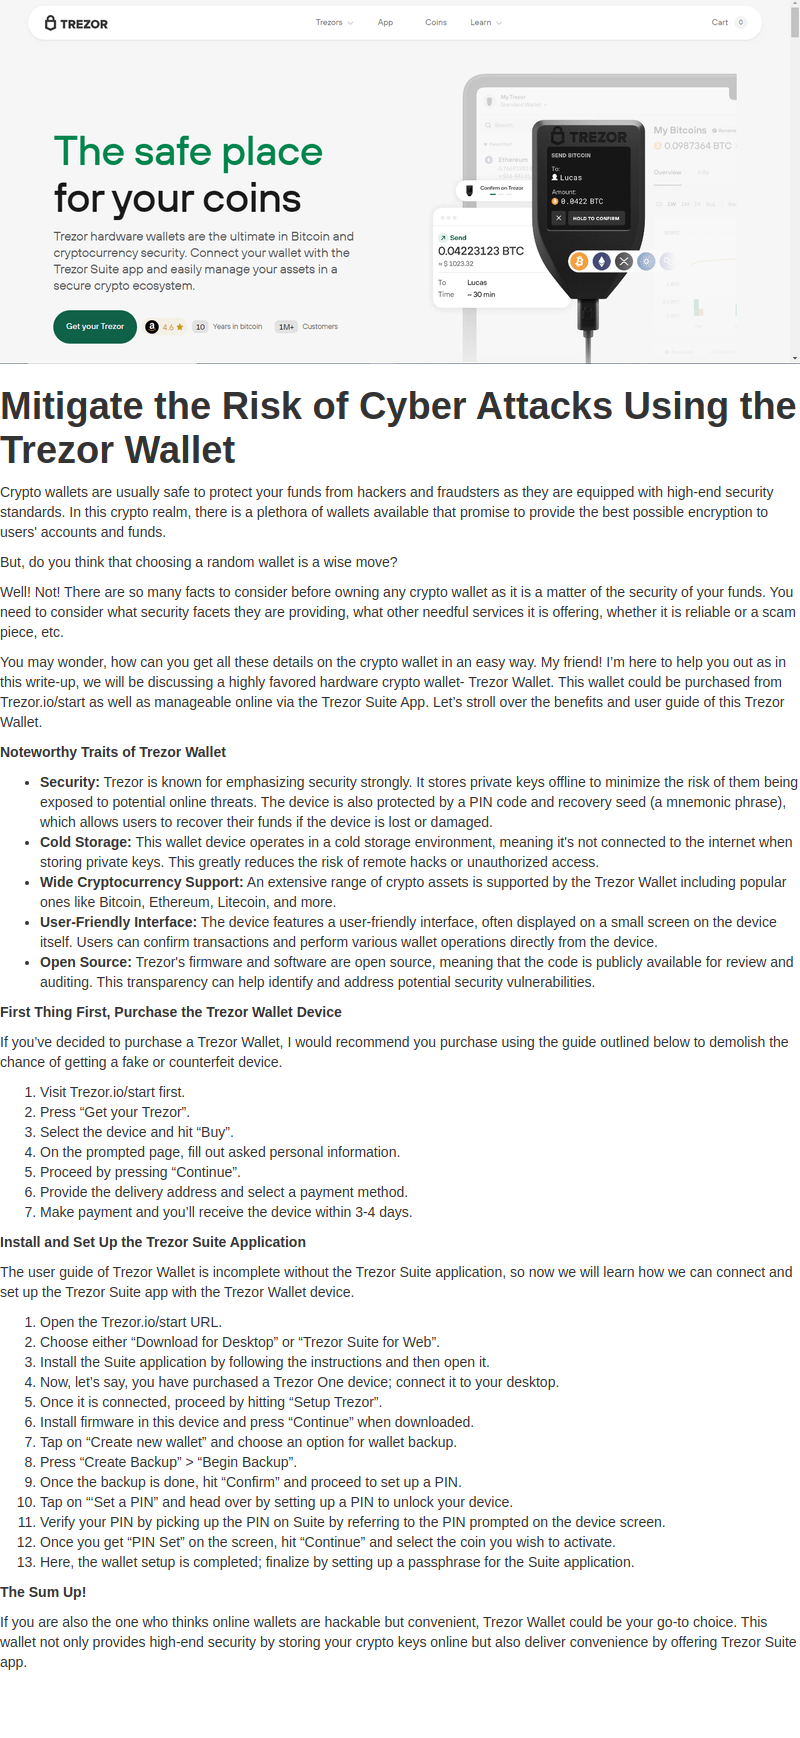 TREZOR
Trezors
App
Coins
Learn
Cart 0
The safe place
for your coins
Trezor hardware wallets are the ultimate in Bitcoin and
cryptocurrency security. Connect your wallet with the
Trezor Suite app and easily manage your assets in a
secure crypto ecosystem.
Get your Trezor
a 4.6
10 Years in bitcoin
1M+ Customers
My Trezor
Standard Wallet
Search
Favorites
Ethereum
Confirm on Trezor
Send
0.04223123 BTC
≈ $ 1023.32
To Lucas
Time ~ 30 min
TREZOR
SEND BITCOIN
To:
Lucas
Amount:
0.0422 BTC
HOLD TO CONFIRM
My Bitcoins
0.0987364 BTC
Overview
Mitigate the Risk of Cyber Attacks Using the
Trezor Wallet
Crypto wallets are usually safe to protect your funds from hackers and fraudsters as they are equipped with high-end security
standards. In this crypto realm, there is a plethora of wallets available that promise to provide the best possible encryption to
users' accounts and funds.
But, do you think that choosing a random wallet is a wise move?
Well! Not! There are so many facts to consider before owning any crypto wallet as it is a matter of the security of your funds. You
need to consider what security facets they are providing, what other needful services it is offering, whether it is reliable or a scam
piece, etc.
You may wonder, how can you get all these details on the crypto wallet in an easy way. My friend! I’m here to help you out as in
this write-up, we will be discussing a highly favored hardware crypto wallet- Trezor Wallet. This wallet could be purchased from
Trezor.io/start as well as manageable online via the Trezor Suite App. Let’s stroll over the benefits and user guide of this Trezor
Wallet.
Noteworthy Traits of Trezor Wallet
• Security: Trezor is known for emphasizing security strongly. It stores private keys offline to minimize the risk of them being
exposed to potential online threats. The device is also protected by a PIN code and recovery seed (a mnemonic phrase),
which allows users to recover their funds if the device is lost or damaged.
• Cold Storage: This wallet device operates in a cold storage environment, meaning it's not connected to the internet when
storing private keys. This greatly reduces the risk of remote hacks or unauthorized access.
• Wide Cryptocurrency Support: An extensive range of crypto assets is supported by the Trezor Wallet including popular
ones like Bitcoin, Ethereum, Litecoin, and more.
• User-Friendly Interface: The device features a user-friendly interface, often displayed on a small screen on the device
itself. Users can confirm transactions and perform various wallet operations directly from the device.
• Open Source: Trezor's firmware and software are open source, meaning that the code is publicly available for review and
auditing. This transparency can help identify and address potential security vulnerabilities.
First Thing First, Purchase the Trezor Wallet Device
If you’ve decided to purchase a Trezor Wallet, I would recommend you purchase using the guide outlined below to demolish the
chance of getting a fake or counterfeit device.
1. Visit Trezor.io/start first.
2. Press “Get your Trezor”.
3. Select the device and hit “Buy”.
4. On the prompted page, fill out asked personal information.
5. Proceed by pressing “Continue”.
6. Provide the delivery address and select a payment method.
7. Make payment and you’ll receive the device within 3-4 days.
Install and Set Up the Trezor Suite Application
The user guide of Trezor Wallet is incomplete without the Trezor Suite application, so now we will learn how we can connect and
set up the Trezor Suite app with the Trezor Wallet device.
1. Open the Trezor.io/start URL.
2. Choose either “Download for Desktop” or “Trezor Suite for Web”.
3. Install the Suite application by following the instructions and then open it.
4. Now, let’s say, you have purchased a Trezor One device; connect it to your desktop.
5. Once it is connected, proceed by hitting “Setup Trezor”.
6. Install firmware in this device and press “Continue” when downloaded.
7. Tap on “Create new wallet” and choose an option for wallet backup.
8. Press “Create Backup” > “Begin Backup”.
9. Once the backup is done, hit “Confirm” and proceed to set up a PIN.
10. Tap on “‘Set a PIN” and head over by setting up a PIN to unlock your device.
11. Verify your PIN by picking up the PIN on Suite by referring to the PIN prompted on the device screen.
12. Once you get “PIN Set” on the screen, hit “Continue” and select the coin you wish to activate.
13. Here, the wallet setup is completed; finalize by setting up a passphrase for the Suite application.
The Sum Up!
If you are also the one who thinks online wallets are hackable but convenient, Trezor Wallet could be your go-to choice. This
wallet not only provides high-end security by storing your crypto keys online but also deliver convenience by offering Trezor Suite
app.